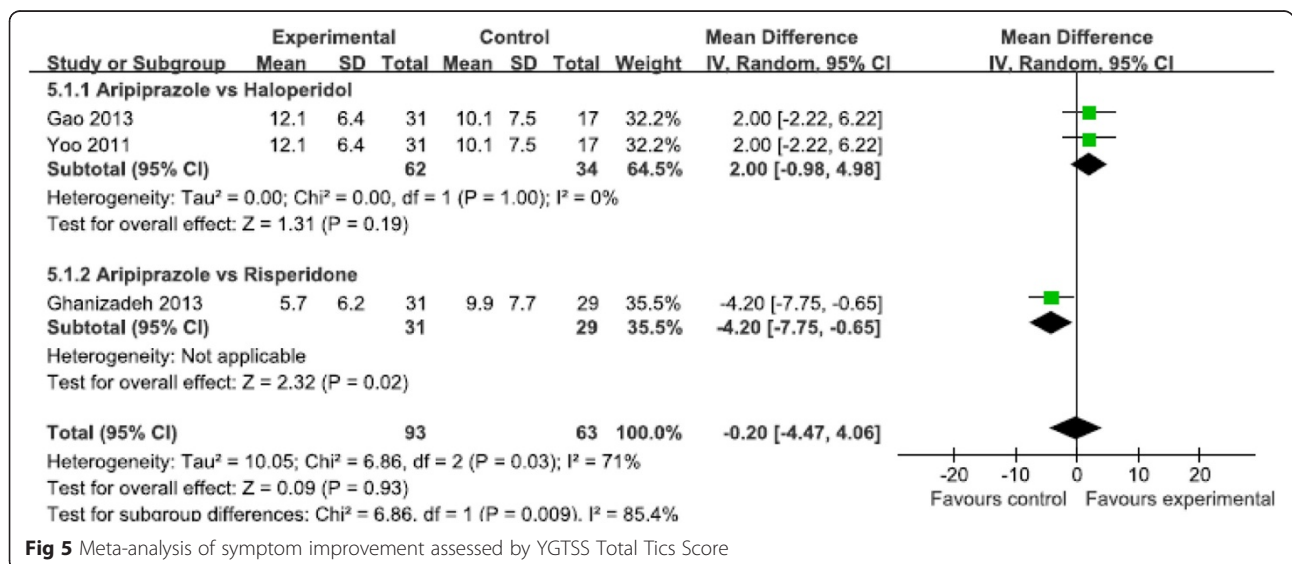 Experimental Control Mean Difference Mean Difference
Study or Subgroup Mean SD Total Mean SD Total Weight IV, Random, 95% CI IV, Random, 95% CI
5.1.1 Aripiprazole vs Haloperidol
Gao 2013 12.1 6.4 31 10.1 7.5 17 32.2% 2.00 [-2.22, 6.22]
Yoo 2011 12.1 6.4 31 10.1 7.5 17 32.2% 2.00 [-2.22, 6.22]
Subtotal (95% CI) 62 34 64.5% 2.00 [-0.98, 4.98]
Heterogeneity: Tau² = 0.00; Chi² = 0.00, df = 1 (P = 1.00); I² = 0%
Test for overall effect: Z = 1.31 (P = 0.19)
5.1.2 Aripiprazole vs Risperidone
Ghanizadeh 2013 5.7 6.2 31 9.9 7.7 29 35.5% -4.20 [-7.75, -0.65]
Subtotal (95% CI) 31 29 35.5% -4.20 [-7.75, -0.65]
Heterogeneity: Not applicable
Test for overall effect: Z = 2.32 (P = 0.02)
Total (95% CI) 93 63 100.0% -0.20 [-4.47, 4.06]
Heterogeneity: Tau² = 10.05; Chi² = 6.86, df = 2 (P = 0.03); I² = 71%
Test for overall effect: Z = 0.09 (P = 0.93)
Test for subgroup differences: Chi² = 6.86, df = 1 (P = 0.009), I² = 85.4%
-20 -10 0 10 20
Favours control Favours experimental
Fig 5 Meta-analysis of symptom improvement assessed by YGTSS Total Tics Score